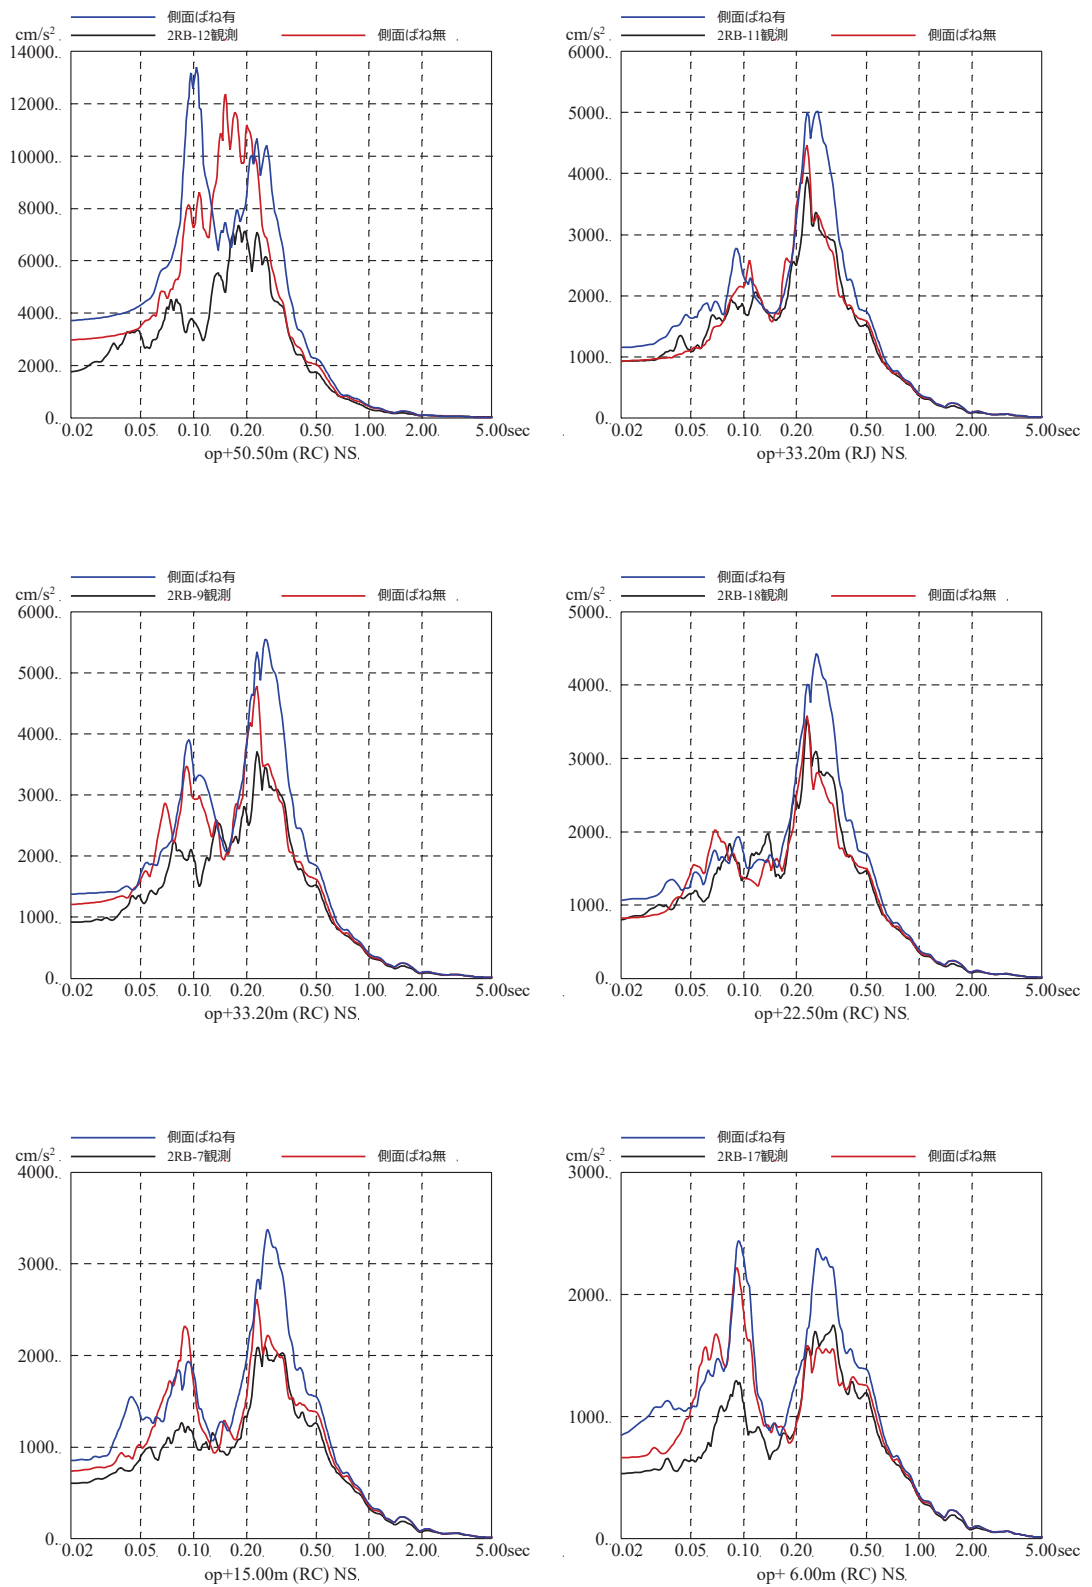 側面ばね有
cm/s² 2RB-12観測 側面ばね無
14000.
12000.
10000.
8000.
6000.
4000.
2000.
0.
0.02 0.05 0.10 0.20 0.50 1.00 2.00 5.00sec
op+50.50m (RC) NS
側面ばね有
cm/s² 2RB-11観測 側面ばね無
6000.
5000.
4000.
3000.
2000.
1000.
0.
0.02 0.05 0.10 0.20 0.50 1.00 2.00 5.00sec
op+33.20m (RJ) NS
側面ばね有
cm/s² 2RB-9観測 側面ばね無
6000.
5000.
4000.
3000.
2000.
1000.
0.
0.02 0.05 0.10 0.20 0.50 1.00 2.00 5.00sec
op+33.20m (RC) NS
側面ばね有
cm/s² 2RB-18観測 側面ばね無
5000.
4000.
3000.
2000.
1000.
0.
0.02 0.05 0.10 0.20 0.50 1.00 2.00 5.00sec
op+22.50m (RC) NS
側面ばね有
cm/s² 2RB-7観測 側面ばね無
4000.
3000.
2000.
1000.
0.
0.02 0.05 0.10 0.20 0.50 1.00 2.00 5.00sec
op+15.00m (RC) NS
側面ばね有
cm/s² 2RB-17観測 側面ばね無
3000.
2000.
1000.
0.
0.02 0.05 0.10 0.20 0.50 1.00 2.00 5.00sec
op+ 6.00m (RC) NS